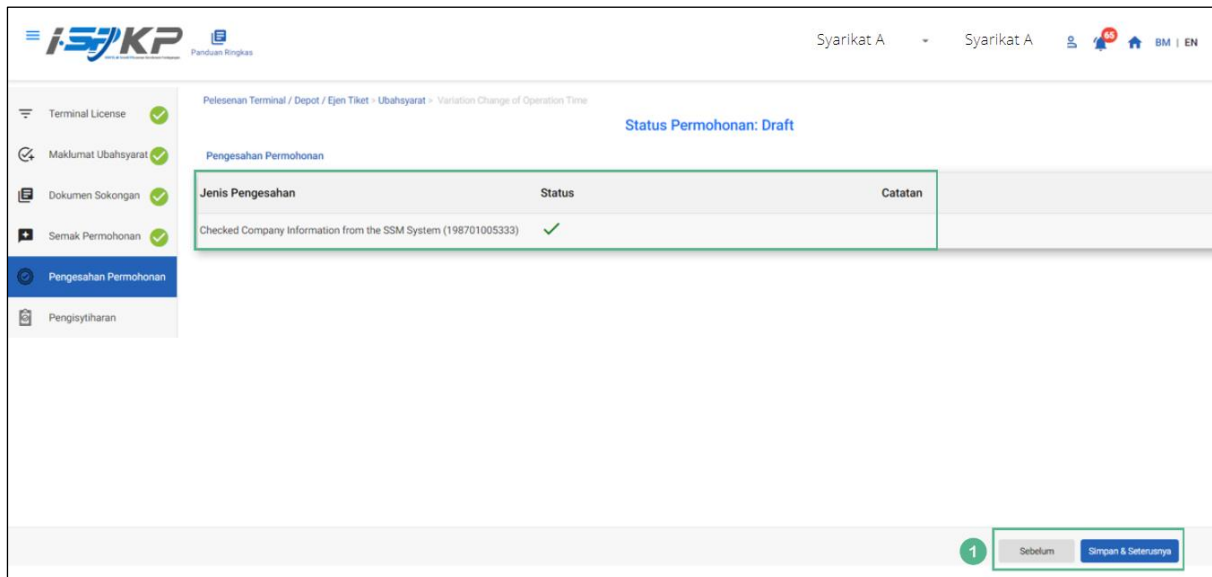 i-SPKP
Panduan Ringkas
Syarikat A
Syarikat A
65
BM | EN
Terminal License
Maklumat Ubahsyarat
Dokumen Sokongan
Semak Permohonan
Pengesahan Permohonan
Pengisytiharan
Pelesenan Terminal / Depot / Ejen Tiket > Ubahsyarat > Variation Change of Operation Time
Status Permohonan: Draft
Pengesahan Permohonan
Jenis Pengesahan Status Catatan
Checked Company Information from the SSM System (198701005333)
1 Sebelum Simpan & Seterusnya